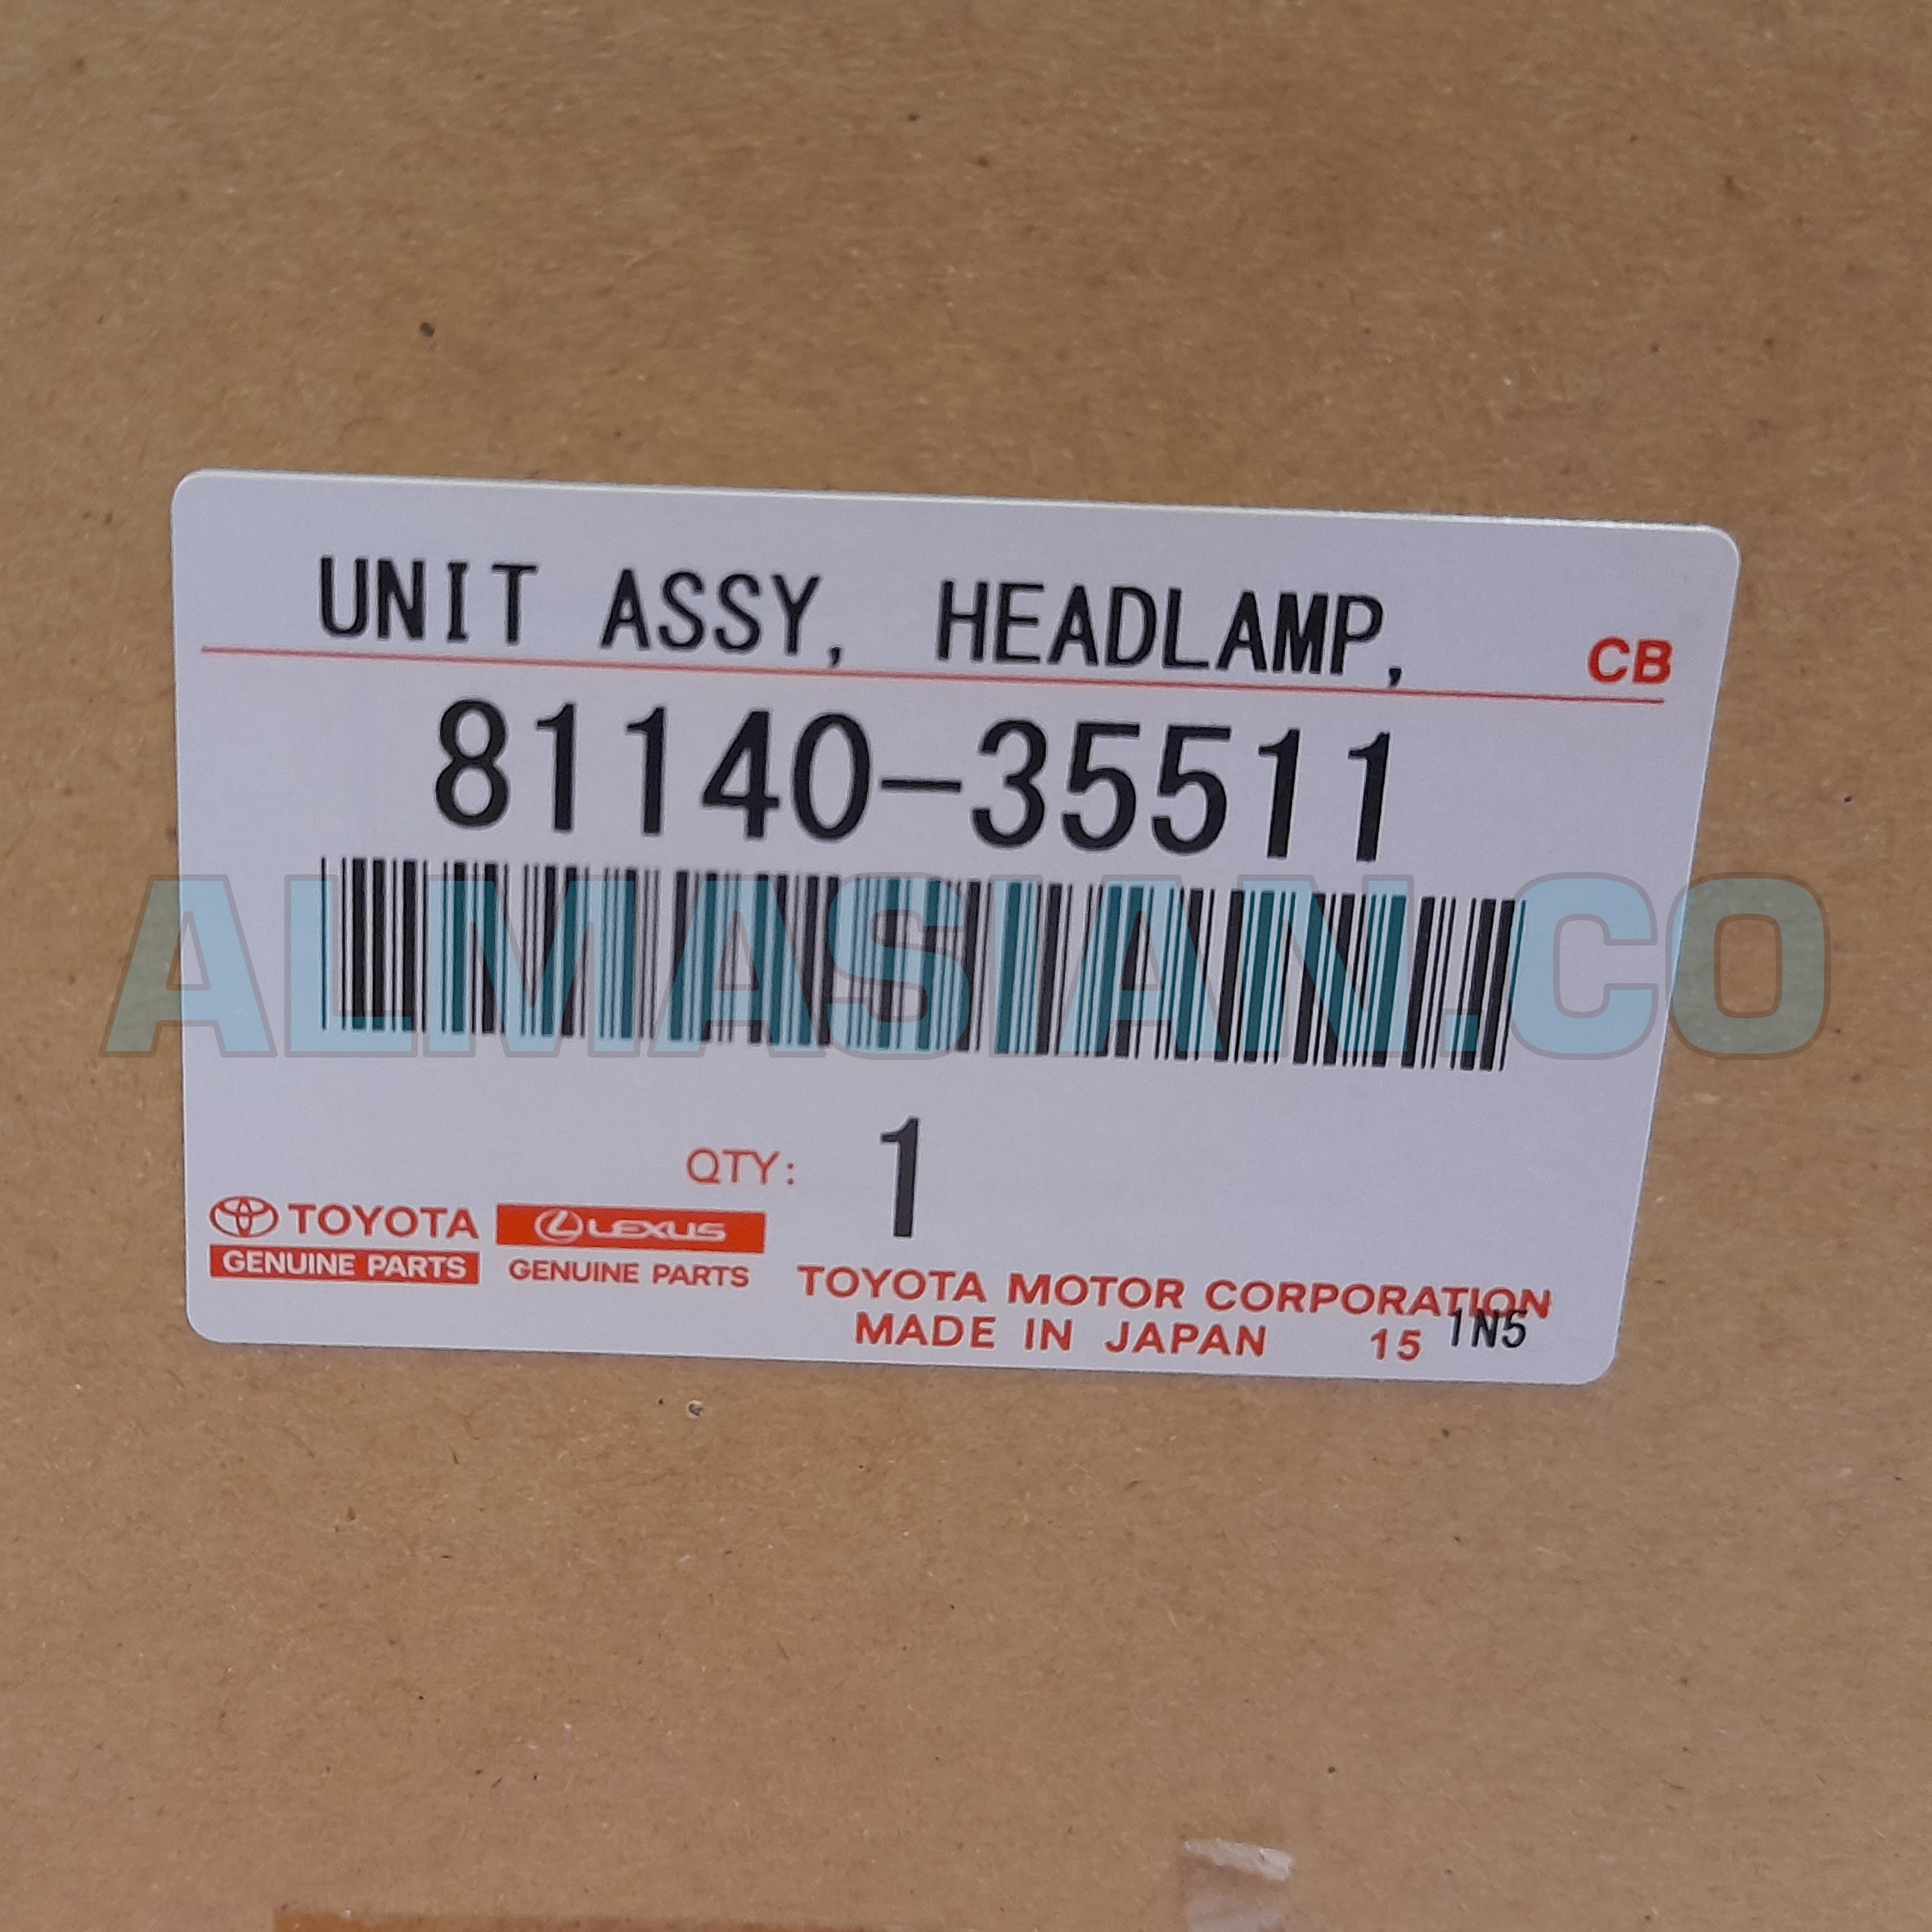 UNIT ASSY, HEADLAMP,
CB
81140-35511
ALMASIAN.CO
QTY: 1
TOYOTA
GENUINE PARTS
LEXUS
GENUINE PARTS
TOYOTA MOTOR CORPORATION
MADE IN JAPAN 15 1N5